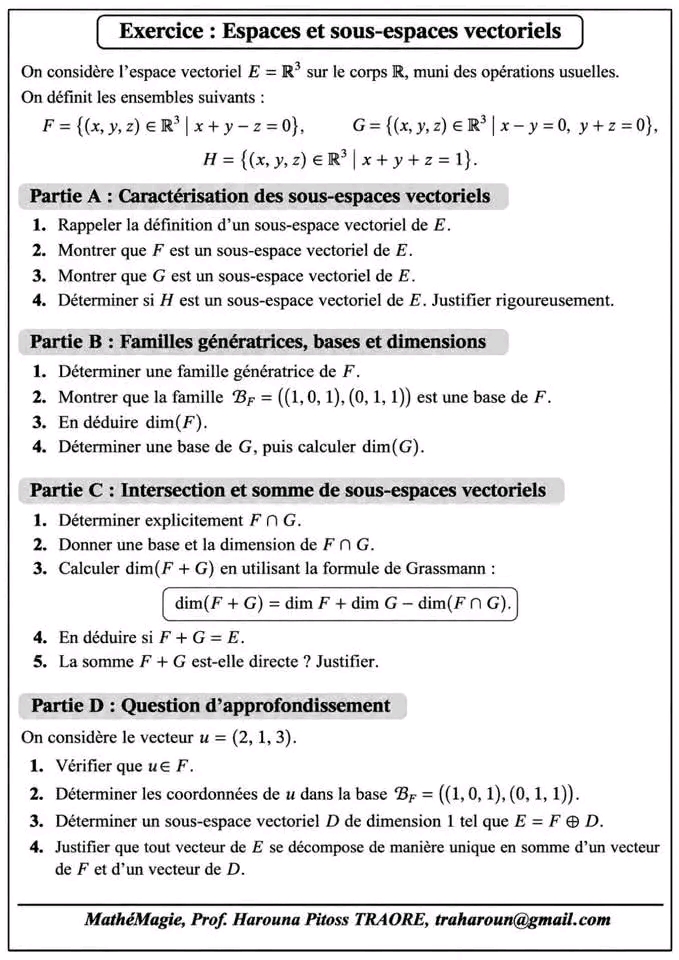 Exercice : Espaces et sous-espaces vectoriels
On considère l'espace vectoriel E = ℝ³ sur le corps ℝ, muni des opérations usuelles.
On définit les ensembles suivants :
F = {(x, y, z) ∈ ℝ³ | x + y − z = 0}, G = {(x, y, z) ∈ ℝ³ | x − y = 0, y + z = 0},
H = {(x, y, z) ∈ ℝ³ | x + y + z = 1}.
Partie A : Caractérisation des sous-espaces vectoriels
1. Rappeler la définition d'un sous-espace vectoriel de E.
2. Montrer que F est un sous-espace vectoriel de E.
3. Montrer que G est un sous-espace vectoriel de E.
4. Déterminer si H est un sous-espace vectoriel de E. Justifier rigoureusement.
Partie B : Familles génératrices, bases et dimensions
1. Déterminer une famille génératrice de F.
2. Montrer que la famille ℬ_F = ((1, 0, 1), (0, 1, 1)) est une base de F.
3. En déduire dim(F).
4. Déterminer une base de G, puis calculer dim(G).
Partie C : Intersection et somme de sous-espaces vectoriels
1. Déterminer explicitement F ∩ G.
2. Donner une base et la dimension de F ∩ G.
3. Calculer dim(F + G) en utilisant la formule de Grassmann :
dim(F + G) = dim F + dim G − dim(F ∩ G).
4. En déduire si F + G = E.
5. La somme F + G est-elle directe ? Justifier.
Partie D : Question d'approfondissement
On considère le vecteur u = (2, 1, 3).
1. Vérifier que u ∈ F.
2. Déterminer les coordonnées de u dans la base ℬ_F = ((1, 0, 1), (0, 1, 1)).
3. Déterminer un sous-espace vectoriel D de dimension 1 tel que E = F ⊕ D.
4. Justifier que tout vecteur de E se décompose de manière unique en somme d'un vecteur
de F et d'un vecteur de D.
MathéMagie, Prof. Harouna Pitoss TRAORE, traharoun@gmail.com